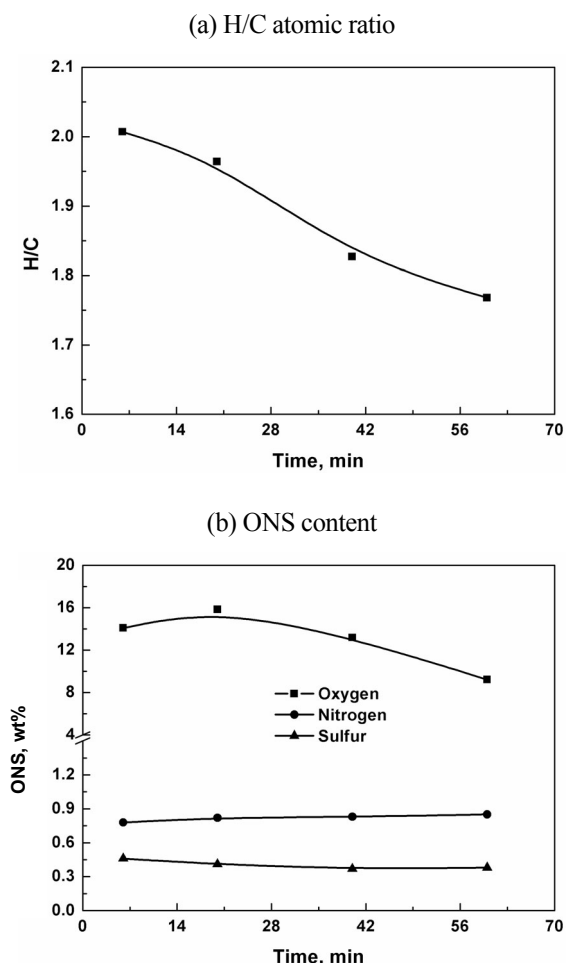 (a) H/C atomic ratio
2.1
2.0
1.9
1.8
1.7
1.6
H/C
0 14 28 42 56 70
Time, min
(b) ONS content
20
16
12
8
4
1.2
0.9
0.6
0.3
0.0
ONS, wt%
Oxygen
Nitrogen
Sulfur
0 14 28 42 56 70
Time, min